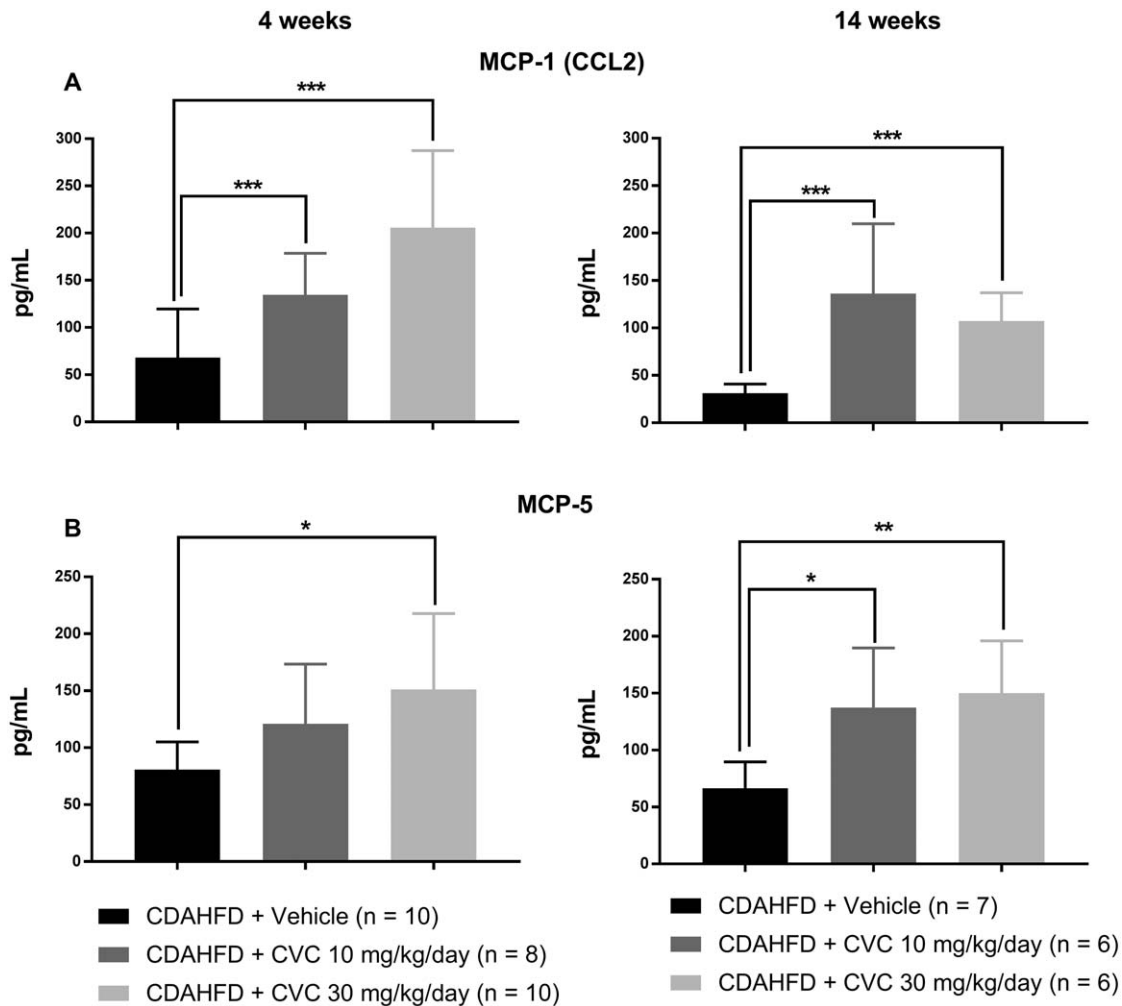 4 weeks
14 weeks
MCP-1 (CCL2)
A
***
***
300
250
200
150
100
50
0
pg/mL
***
***
300
250
200
150
100
50
0
pg/mL
MCP-5
B
*
250
200
150
100
50
0
pg/mL
**
*
250
200
150
100
50
0
pg/mL
CDAHFD + Vehicle (n = 10)
CDAHFD + CVC 10 mg/kg/day (n = 8)
CDAHFD + CVC 30 mg/kg/day (n = 10)
CDAHFD + Vehicle (n = 7)
CDAHFD + CVC 10 mg/kg/day (n = 6)
CDAHFD + CVC 30 mg/kg/day (n = 6)